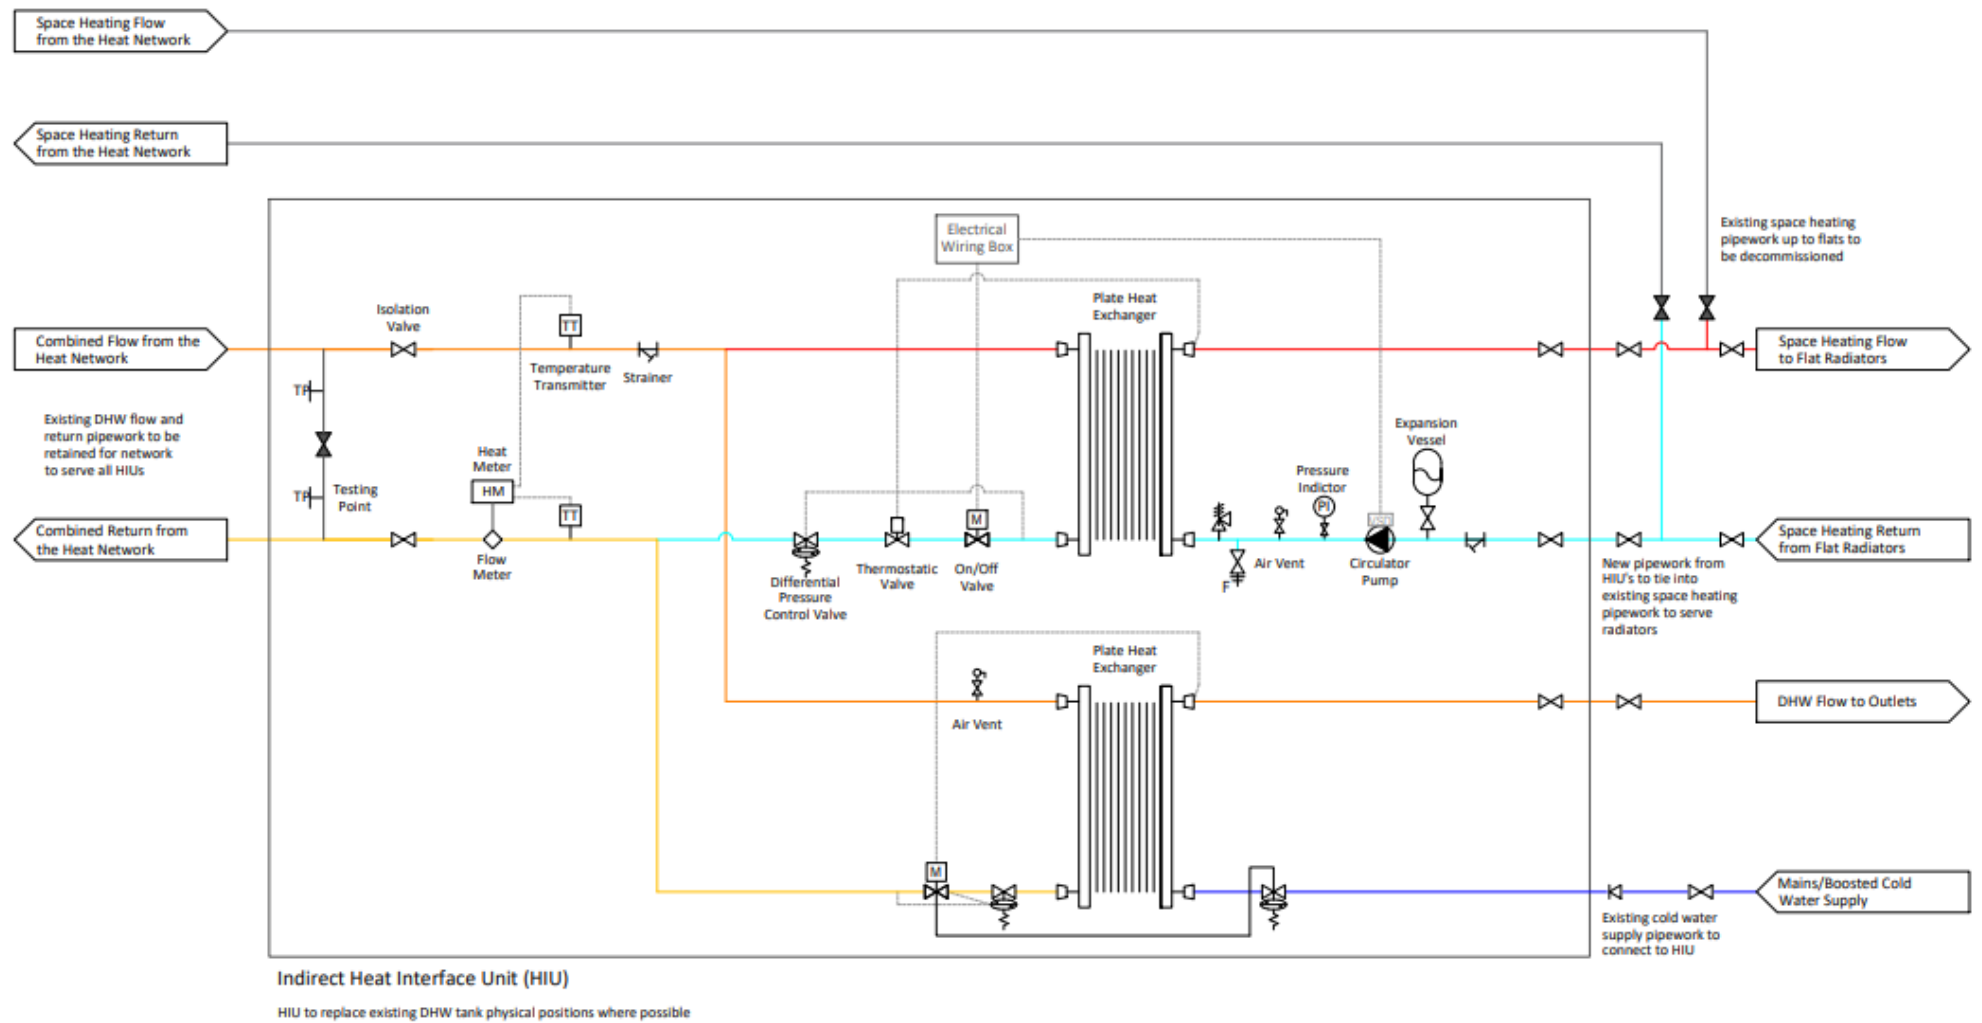 Space Heating Flow
from the Heat Network
Space Heating Return
from the Heat Network
Electrical
Wiring Box
Existing space heating
pipework up to flats to
be decommissioned
Isolation
Valve
Plate Heat
Exchanger
TT
Combined Flow from the
Heat Network
Temperature
Transmitter
Strainer
Space Heating Flow
to Flat Radiators
TP
Existing DHW flow and
return pipework to be
retained for network
to serve all HIUs
Expansion
Vessel
Heat
Meter
HM
Pressure
Indictor
PI
TP
Testing
Point
TT
M
Combined Return from
the Heat Network
Space Heating Return
from Flat Radiators
Flow
Meter
Differential
Pressure
Control Valve
Thermostatic
Valve
On/Off
Valve
F
Air Vent
Circulator
Pump
New pipework from
HIU's to tie into
existing space heating
pipework to serve
radiators
Plate Heat
Exchanger
Air Vent
DHW Flow to Outlets
M
Mains/Boosted Cold
Water Supply
Existing cold water
supply pipework to
connect to HIU
Indirect Heat Interface Unit (HIU)
HIU to replace existing DHW tank physical positions where possible